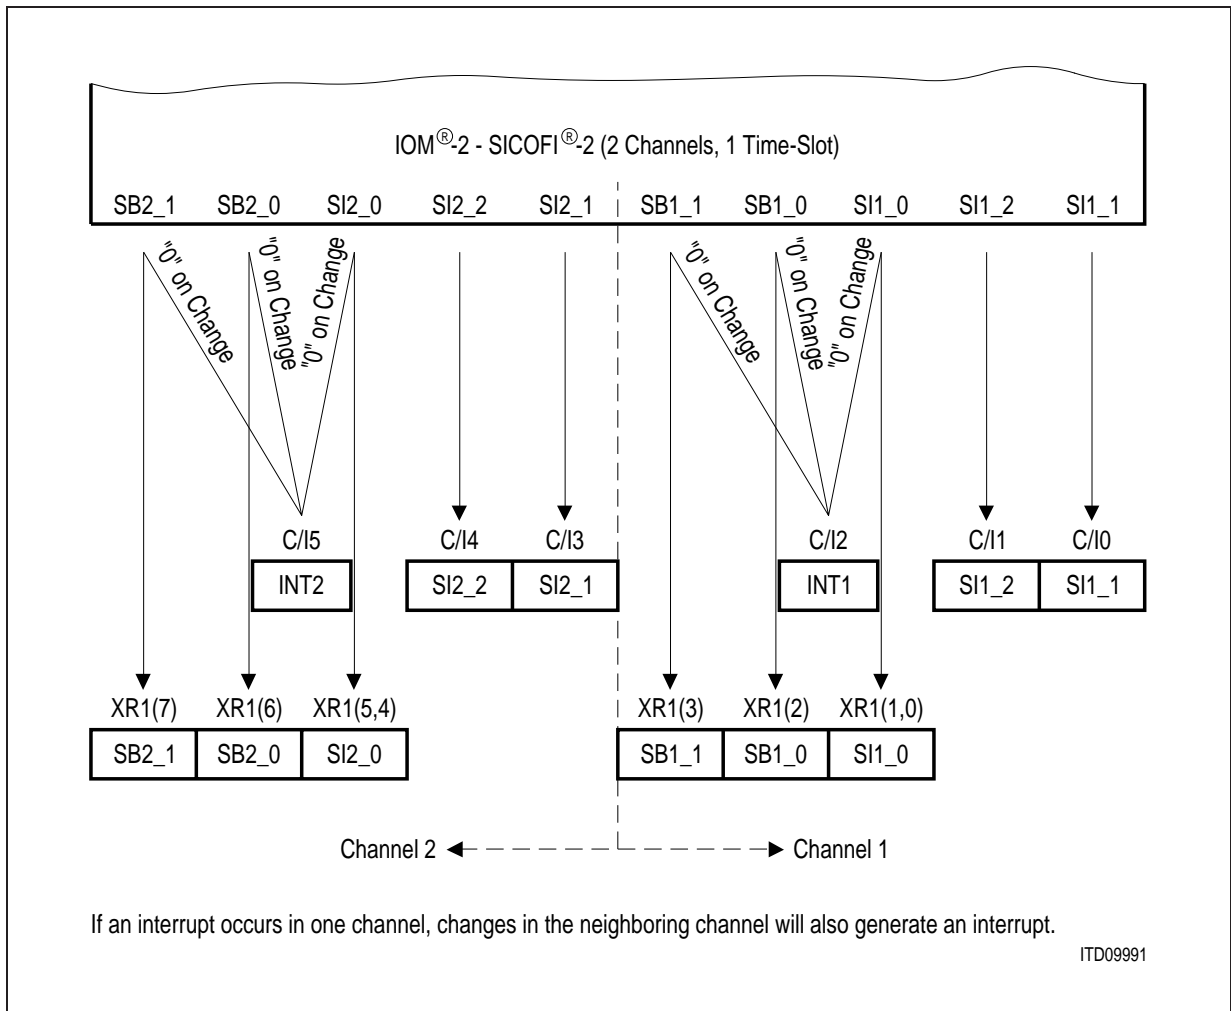 IOM®-2 - SICOFI®-2 (2 Channels, 1 Time-Slot)
SB2_1 SB2_0 SI2_0 SI2_2 SI2_1 SB1_1 SB1_0 SI1_0 SI1_2 SI1_1
"0" on Change "0" on Change "0" on Change "0" on Change "0" on Change "0" on Change
C/I5 C/I4 C/I3 C/I2 C/I1 C/I0
INT2 SI2_2 SI2_1 INT1 SI1_2 SI1_1
XR1(7) XR1(6) XR1(5,4) XR1(3) XR1(2) XR1(1,0)
SB2_1 SB2_0 SI2_0 SB1_1 SB1_0 SI1_0
Channel 2 Channel 1
If an interrupt occurs in one channel, changes in the neighboring channel will also generate an interrupt.
ITD09991